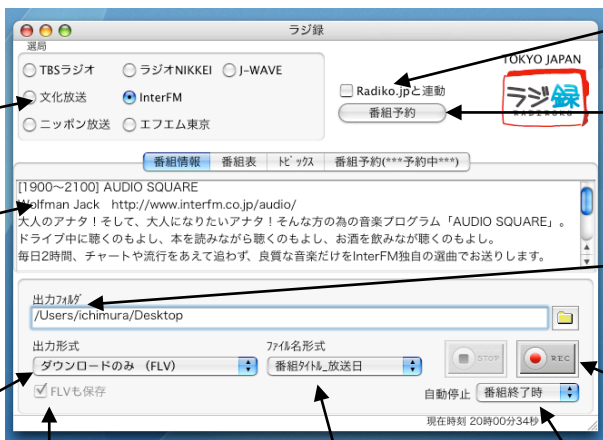 ラジ録
選局
TOKYO JAPAN
TBSラジオ ラジオNIKKEI J-WAVE
Radiko.jpと連動
文化放送 InterFM
ラジ録
RADIROKU
番組予約
ニッポン放送 エフエム東京
番組情報 番組表 ﾄﾋﾟｯｸｽ 番組予約(***予約中***)
[1900〜2100] AUDIO SQUARE
Wolfman Jack http://www.interfm.co.jp/audio/
大人のアナタ！そして、大人になりたいアナタ！そんな方の為の音楽プログラム「AUDIO SQUARE」。
ドライブ中に聴くのもよし、本を読みながら聴くのもよし、お酒を飲みなが聴くのもよし。
毎日2時間、チャートや流行をあえて追わず、良質な音楽だけをInterFM独自の選曲でお送りします。
出力ﾌｫﾙﾀﾞ
/Users/ichimura/Desktop
出力形式 ﾌｧｲﾙ名形式
ダウンロードのみ （FLV） 番組ﾀｲﾄﾙ_放送日 STOP REC
FLVも保存 自動停止 番組終了時
現在時刻 20時00分34秒